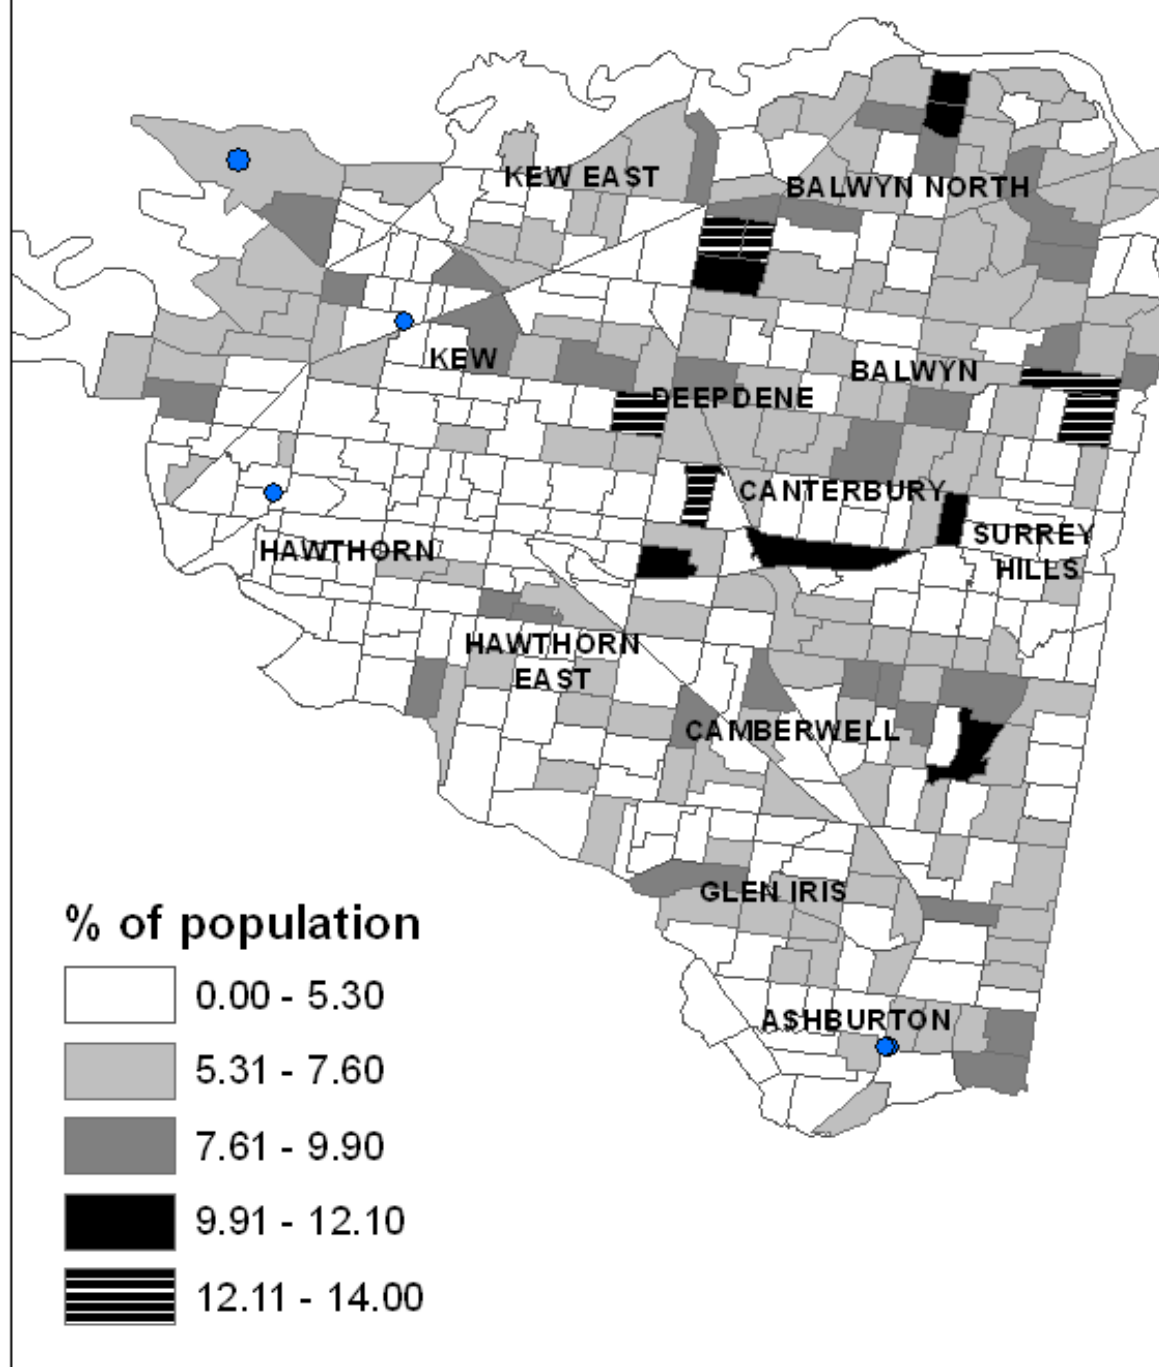 KEW EAST
BALWYN NORTH
KEW
BALWYN
DEEPDENE
CANTERBURY
SURREY
HILLS
HAWTHORN
HAWTHORN
EAST
CAMBERWELL
GLEN IRIS
ASHBURTON
% of population
0.00 - 5.30
5.31 - 7.60
7.61 - 9.90
9.91 - 12.10
12.11 - 14.00